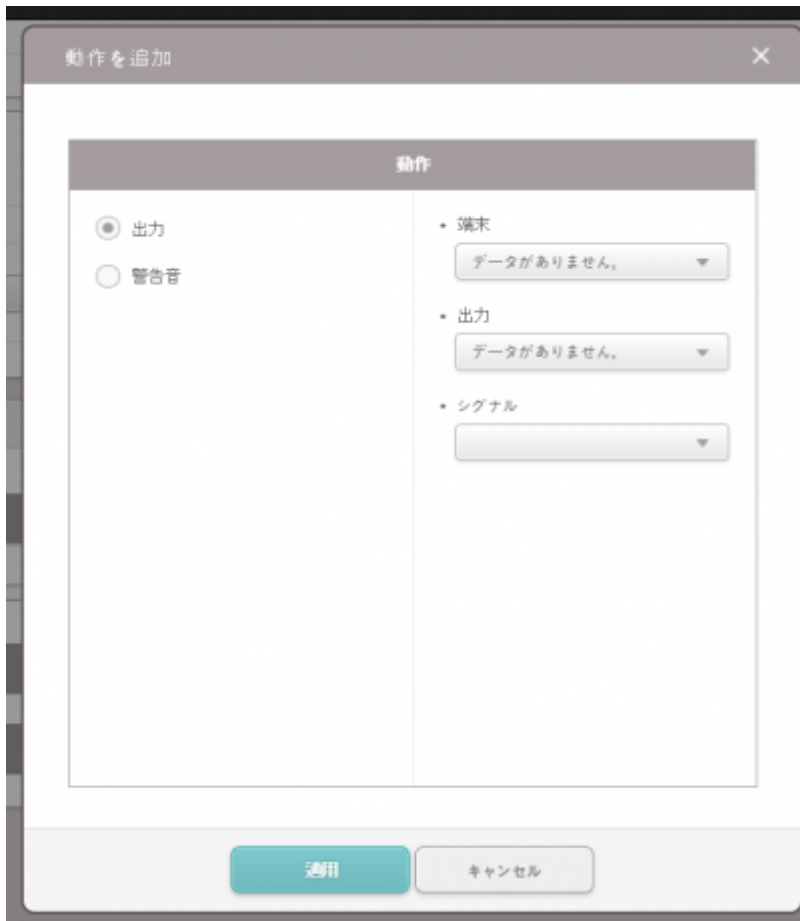 動作を追加
動作
出力
警告音
• 端末
データがありません。
• 出力
データがありません。
• シグナル
適用
キャンセル